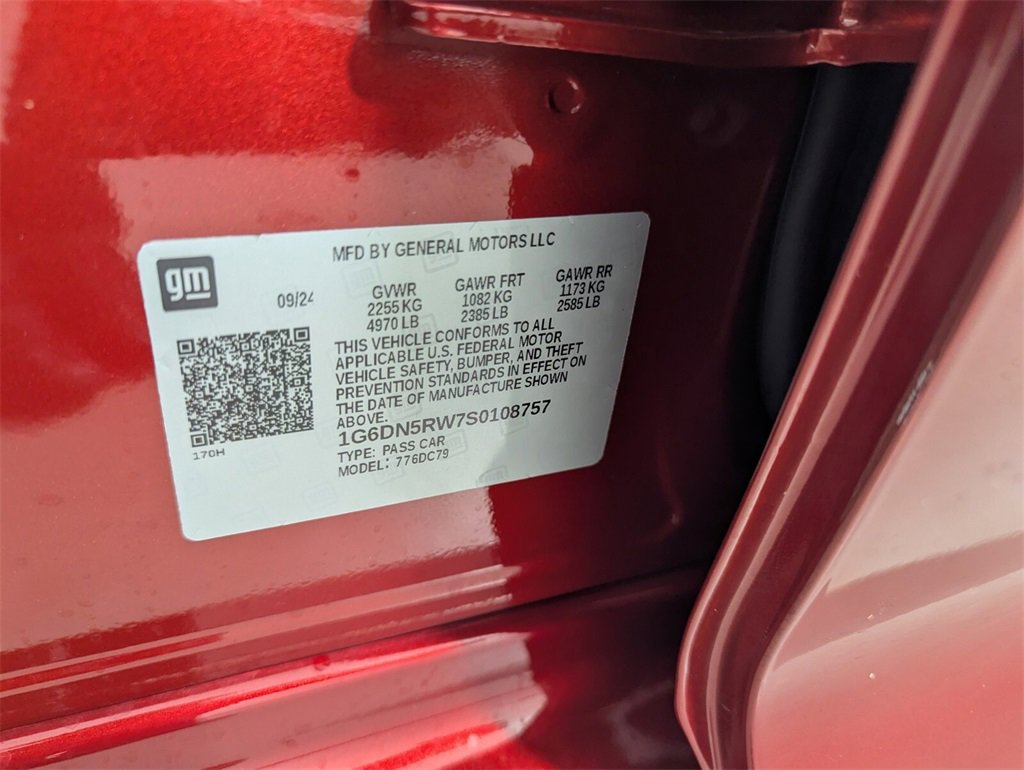 MFD BY GENERAL MOTORS LLC
gm
09/24
GVWR GAWR FRT GAWR RR
2255 KG 1082 KG 1173 KG
4970 LB 2385 LB 2585 LB
THIS VEHICLE CONFORMS TO ALL
APPLICABLE U.S. FEDERAL MOTOR
VEHICLE SAFETY, BUMPER, AND THEFT
PREVENTION STANDARDS IN EFFECT ON
THE DATE OF MANUFACTURE SHOWN
ABOVE.
1G6DN5RW7S0108757
170H
TYPE: PASS CAR
MODEL: 776DC79